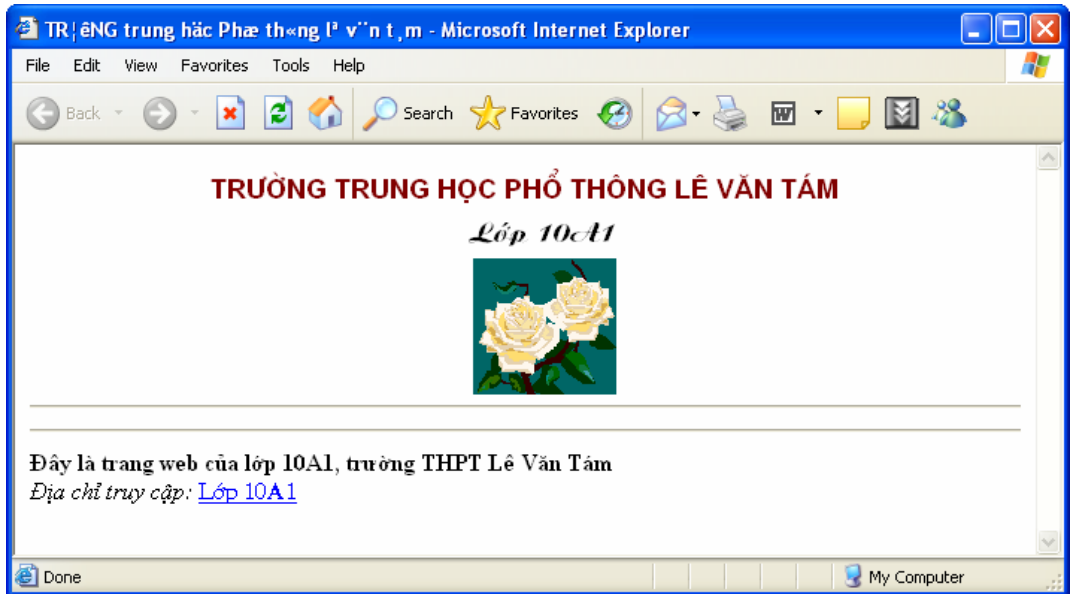 TR¦êNG trung häc Phæ th«ng lª v¨n t¸m - Microsoft Internet Explorer
File Edit View Favorites Tools Help
Back Search Favorites
TRƯỜNG TRUNG HỌC PHỔ THÔNG LÊ VĂN TÁM
Lớp 10A1
Đây là trang web của lớp 10A1, trường THPT Lê Văn Tám
Địa chỉ truy cập: Lớp 10A1
Done My Computer